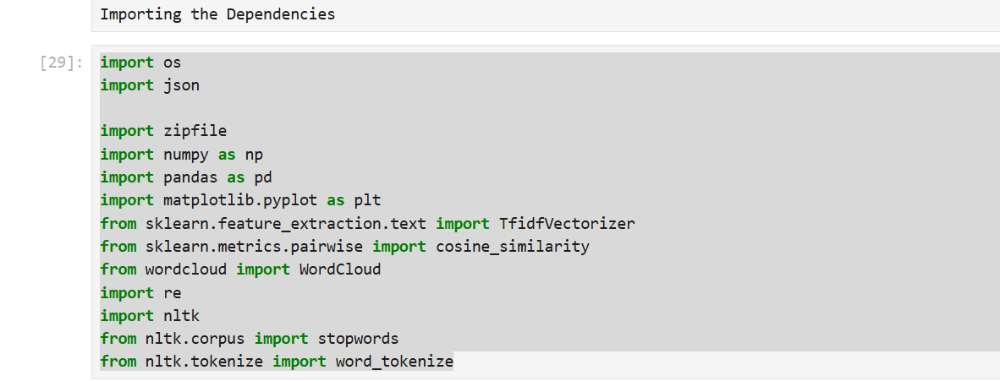 Importing the Dependencies
[29]:
import os
import json
import zipfile
import numpy as np
import pandas as pd
import matplotlib.pyplot as plt
from sklearn.feature_extraction.text import TfidfVectorizer
from sklearn.metrics.pairwise import cosine_similarity
from wordcloud import WordCloud
import re
import nltk
from nltk.corpus import stopwords
from nltk.tokenize import word_tokenize